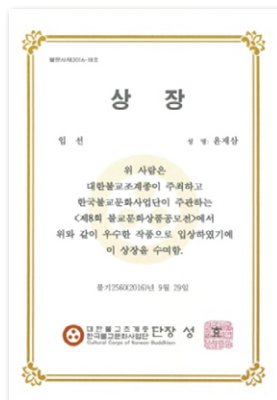 상 장
입 선
성 명: 윤재상
위 사람은
대한불교조계종이 주최하고
한국불교문화사업단이 주관하는
<제8회 불교문화상품공모전>에서
위와 같이 우수한 작품으로 입상하였기에
이 상장을 수여함.
불기2560(2016)년 9월 29일
대한불교조계종
한국불교문화사업단 단장 성 효
Cultural Corps of Korean Buddhism